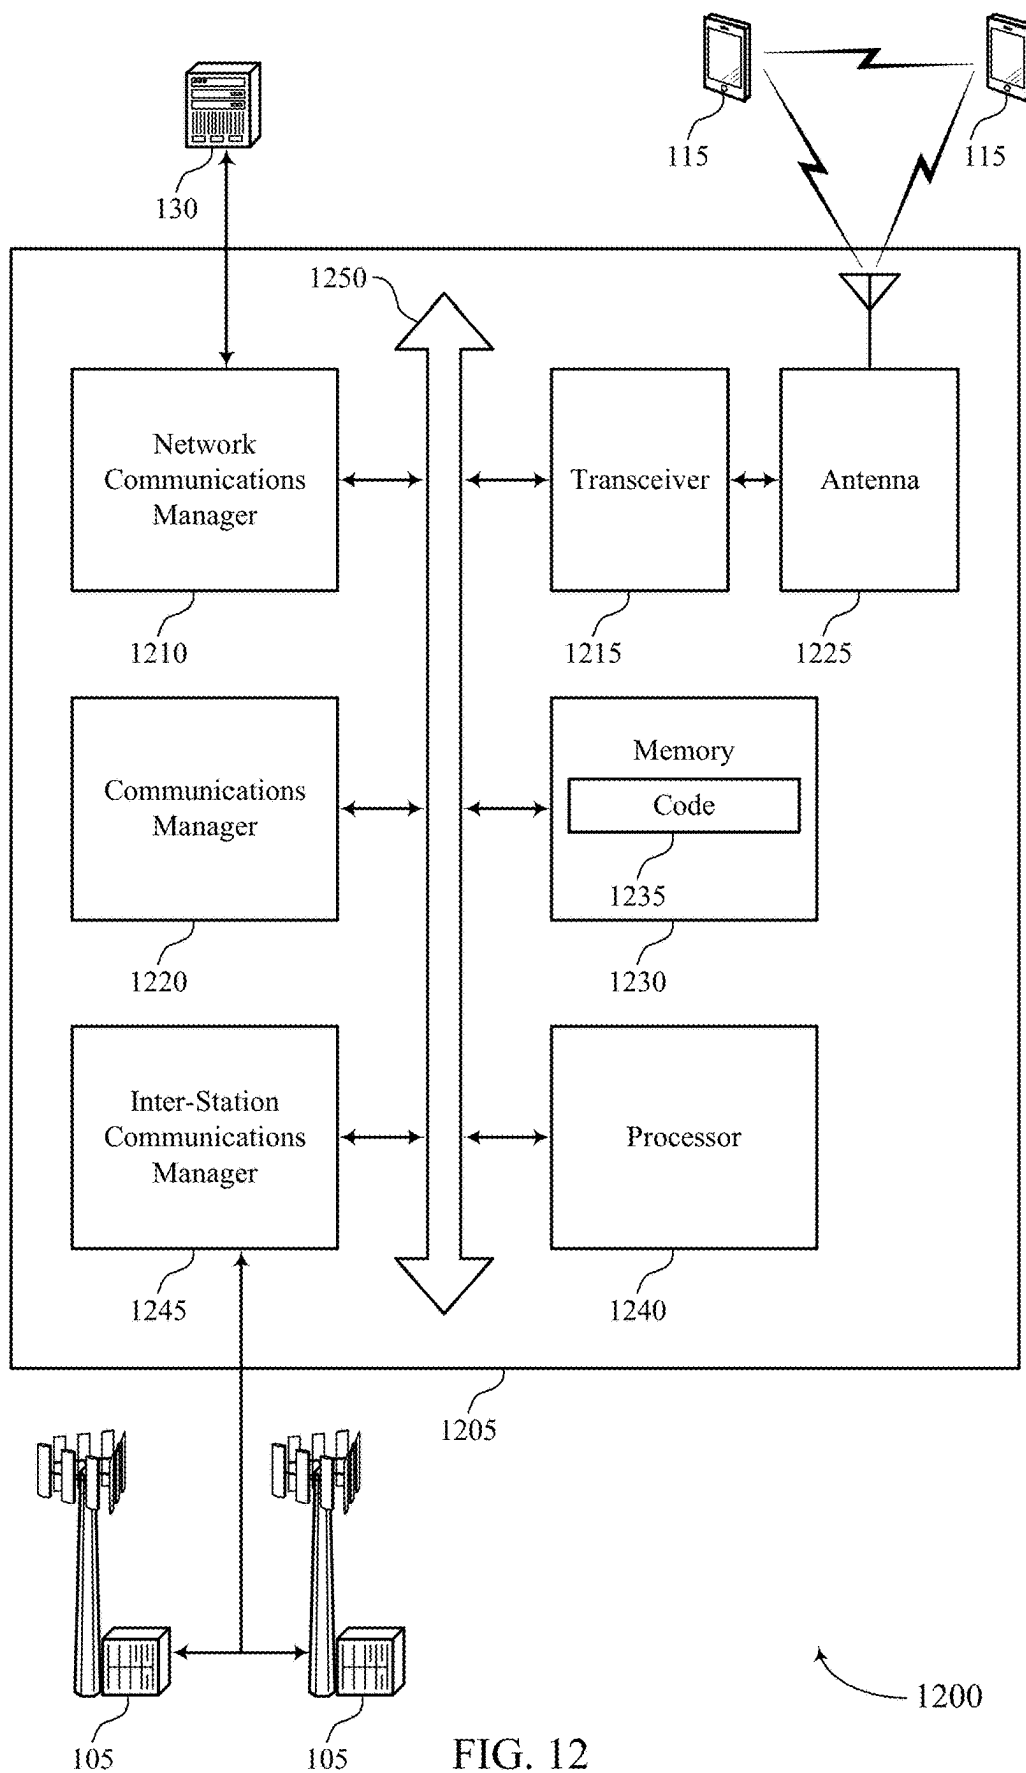 130
115
115
1250
Network
Communications
Manager
Transceiver
Antenna
1210
1215
1225
Communications
Manager
Memory
Code
1235
1220
1230
Inter-Station
Communications
Manager
Processor
1245
1240
1205
105
105
1200
FIG. 12